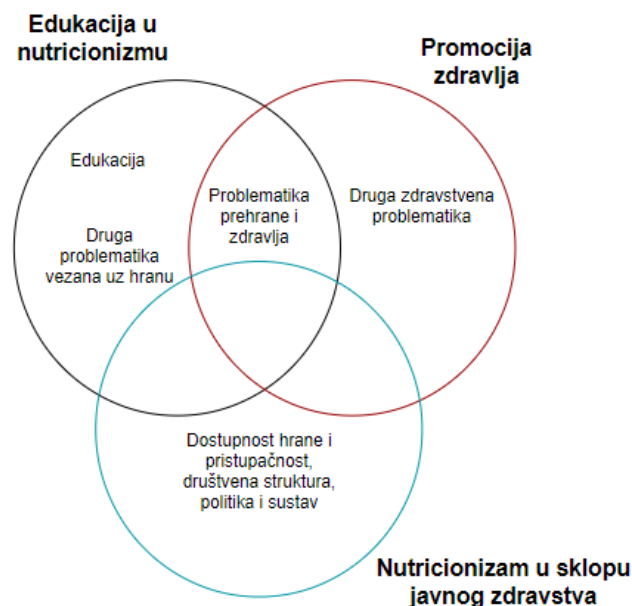 Edukacija u
nutricionizmu
Promocija
zdravlja
Edukacija
Druga
problematika
vezana uz hranu
Problematika
prehrane i
zdravlja
Druga zdravstvena
problematika
Dostupnost hrane i
pristupačnost,
društvena struktura,
politika i sustav
Nutricionizam u sklopu
javnog zdravstva